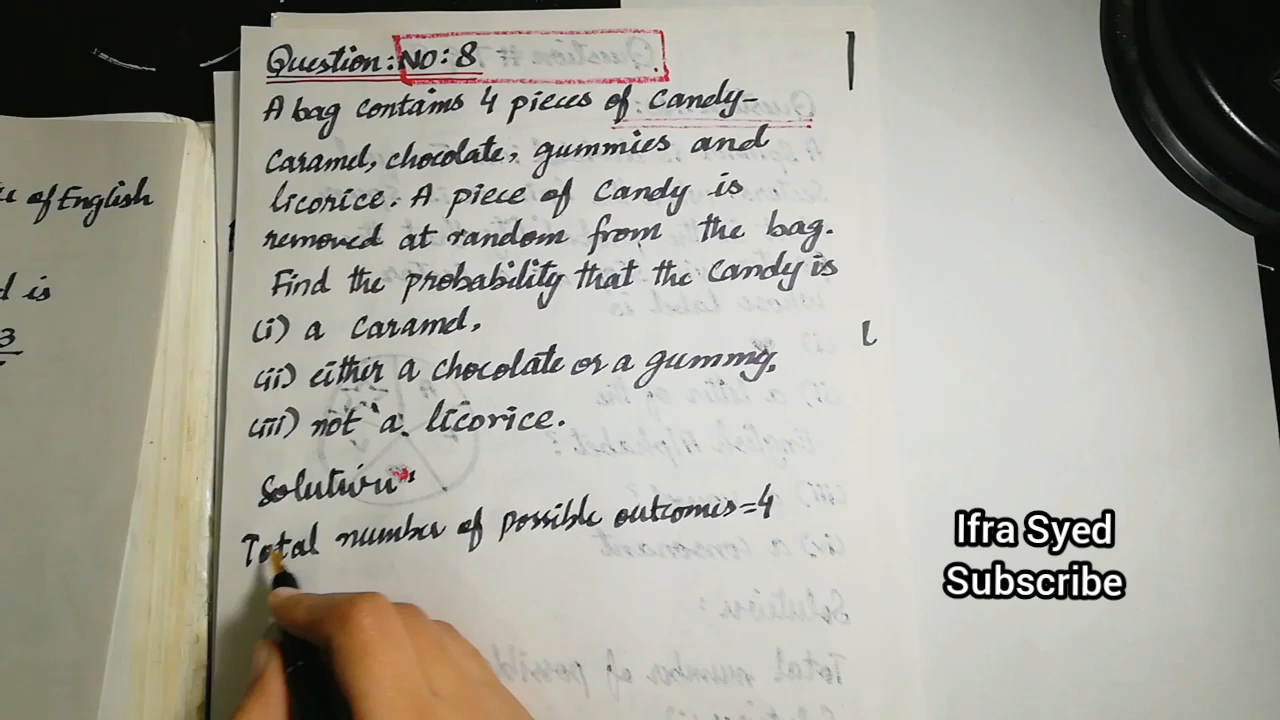 Question: NO: 8
A bag contains 4 pieces of candy-
Caramel, chocolate, gummies and
licorice. A piece of Candy is
removed at random from the bag.
Find the probability that the Candy is
(i) a Caramel,
(ii) either a chocolate or a gummy,
(iii) not a licorice.
Solution:
Total number of possible outcomes=4
of English
d is
3
Ifra Syed
Subscribe